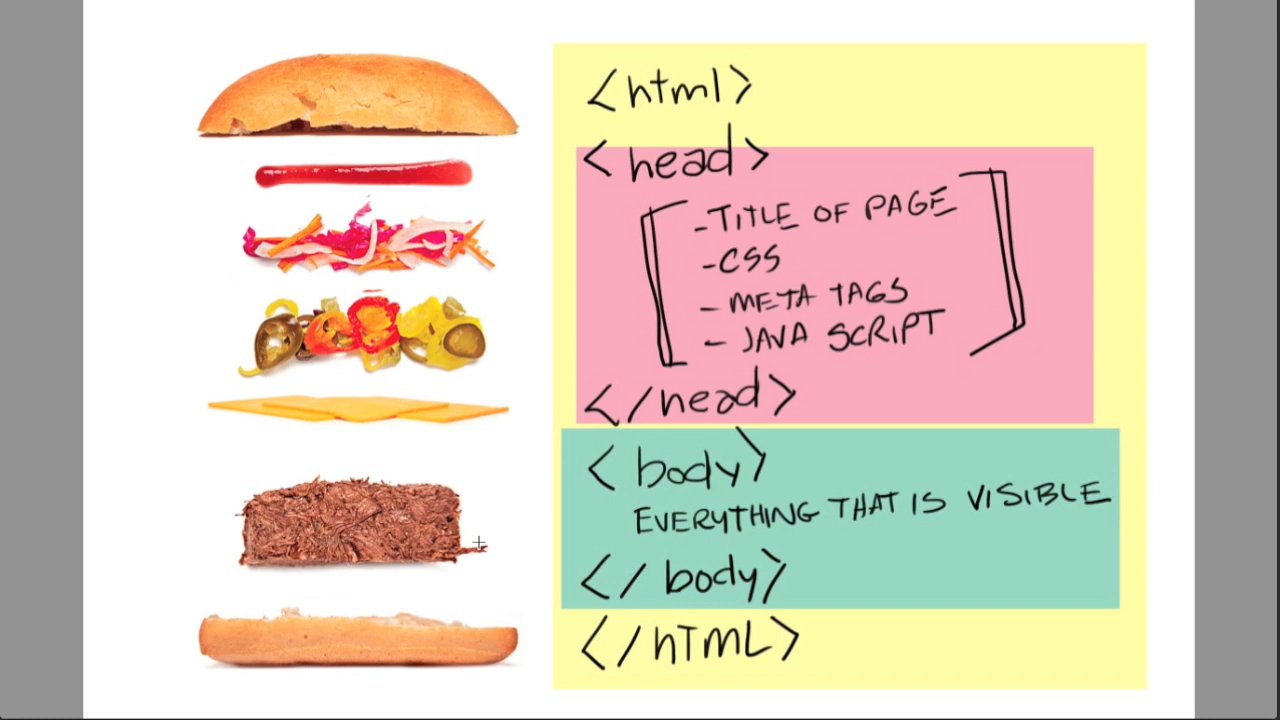 <html>
<head>
-TITLE OF PAGE
-CSS
- META TAGS
- JAVA SCRIPT
</head>
<body>
EVERYTHING THAT IS VISIBLE
</body>
</hTML>